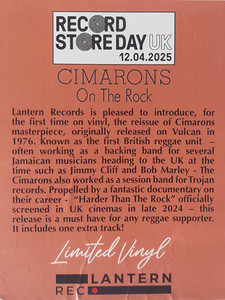 RECORD
STORE DAY UK
12.04.2025
CIMARONS
On The Rock
Lantern Records is pleased to introduce, for
the first time on vinyl, the reissue of Cimarons
masterpiece, originally released on Vulcan in
1976. Known as the first British reggae unit –
often working as a backing band for several
Jamaican musicians heading to the UK at the
time such as Jimmy Cliff and Bob Marley - The
Cimarons also worked as a session band for Trojan
records. Propelled by a fantastic documentary on
their career - “Harder Than The Rock” officially
screened in UK cinemas in late 2024 – this
release is a must have for any reggae supporter.
It includes one extra track!
Limited Vinyl
LANTERN
REC